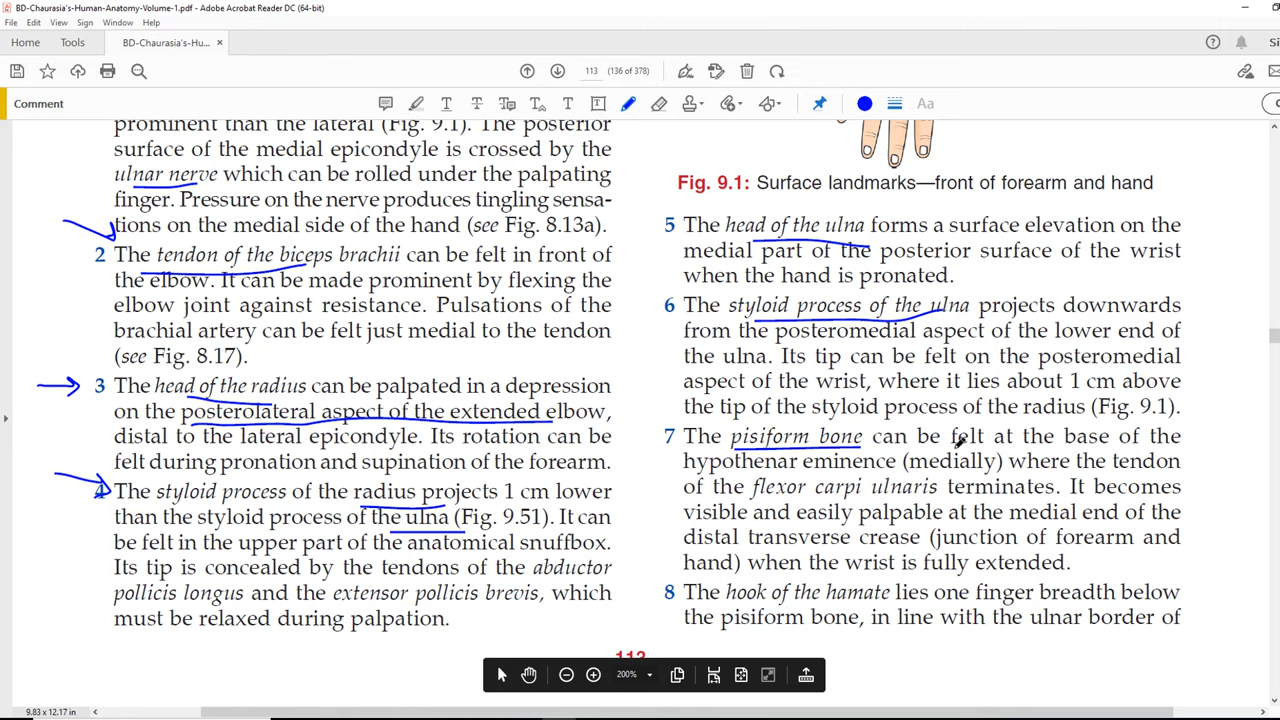 BD-Chaurasia's-Human-Anatomy-Volume-1.pdf - Adobe Acrobat Reader DC (64-bit)
File Edit View Sign Window Help
Home Tools BD-Chaurasia's-Hu... ×
113 (136 of 378)
Comment
prominent than the lateral (Fig. 9.1). The posterior
surface of the medial epicondyle is crossed by the
ulnar nerve which can be rolled under the palpating
finger. Pressure on the nerve produces tingling sensa-
tions on the medial side of the hand (see Fig. 8.13a).
2 The tendon of the biceps brachii can be felt in front of
the elbow. It can be made prominent by flexing the
elbow joint against resistance. Pulsations of the
brachial artery can be felt just medial to the tendon
(see Fig. 8.17).
3 The head of the radius can be palpated in a depression
on the posterolateral aspect of the extended elbow,
distal to the lateral epicondyle. Its rotation can be
felt during pronation and supination of the forearm.
4 The styloid process of the radius projects 1 cm lower
than the styloid process of the ulna (Fig. 9.51). It can
be felt in the upper part of the anatomical snuffbox.
Its tip is concealed by the tendons of the abductor
pollicis longus and the extensor pollicis brevis, which
must be relaxed during palpation.
Fig. 9.1: Surface landmarks—front of forearm and hand
5 The head of the ulna forms a surface elevation on the
medial part of the posterior surface of the wrist
when the hand is pronated.
6 The styloid process of the ulna projects downwards
from the posteromedial aspect of the lower end of
the ulna. Its tip can be felt on the posteromedial
aspect of the wrist, where it lies about 1 cm above
the tip of the styloid process of the radius (Fig. 9.1).
7 The pisiform bone can be felt at the base of the
hypothenar eminence (medially) where the tendon
of the flexor carpi ulnaris terminates. It becomes
visible and easily palpable at the medial end of the
distal transverse crease (junction of forearm and
hand) when the wrist is fully extended.
8 The hook of the hamate lies one finger breadth below
the pisiform bone, in line with the ulnar border of
200%
9.83 x 12.17 in